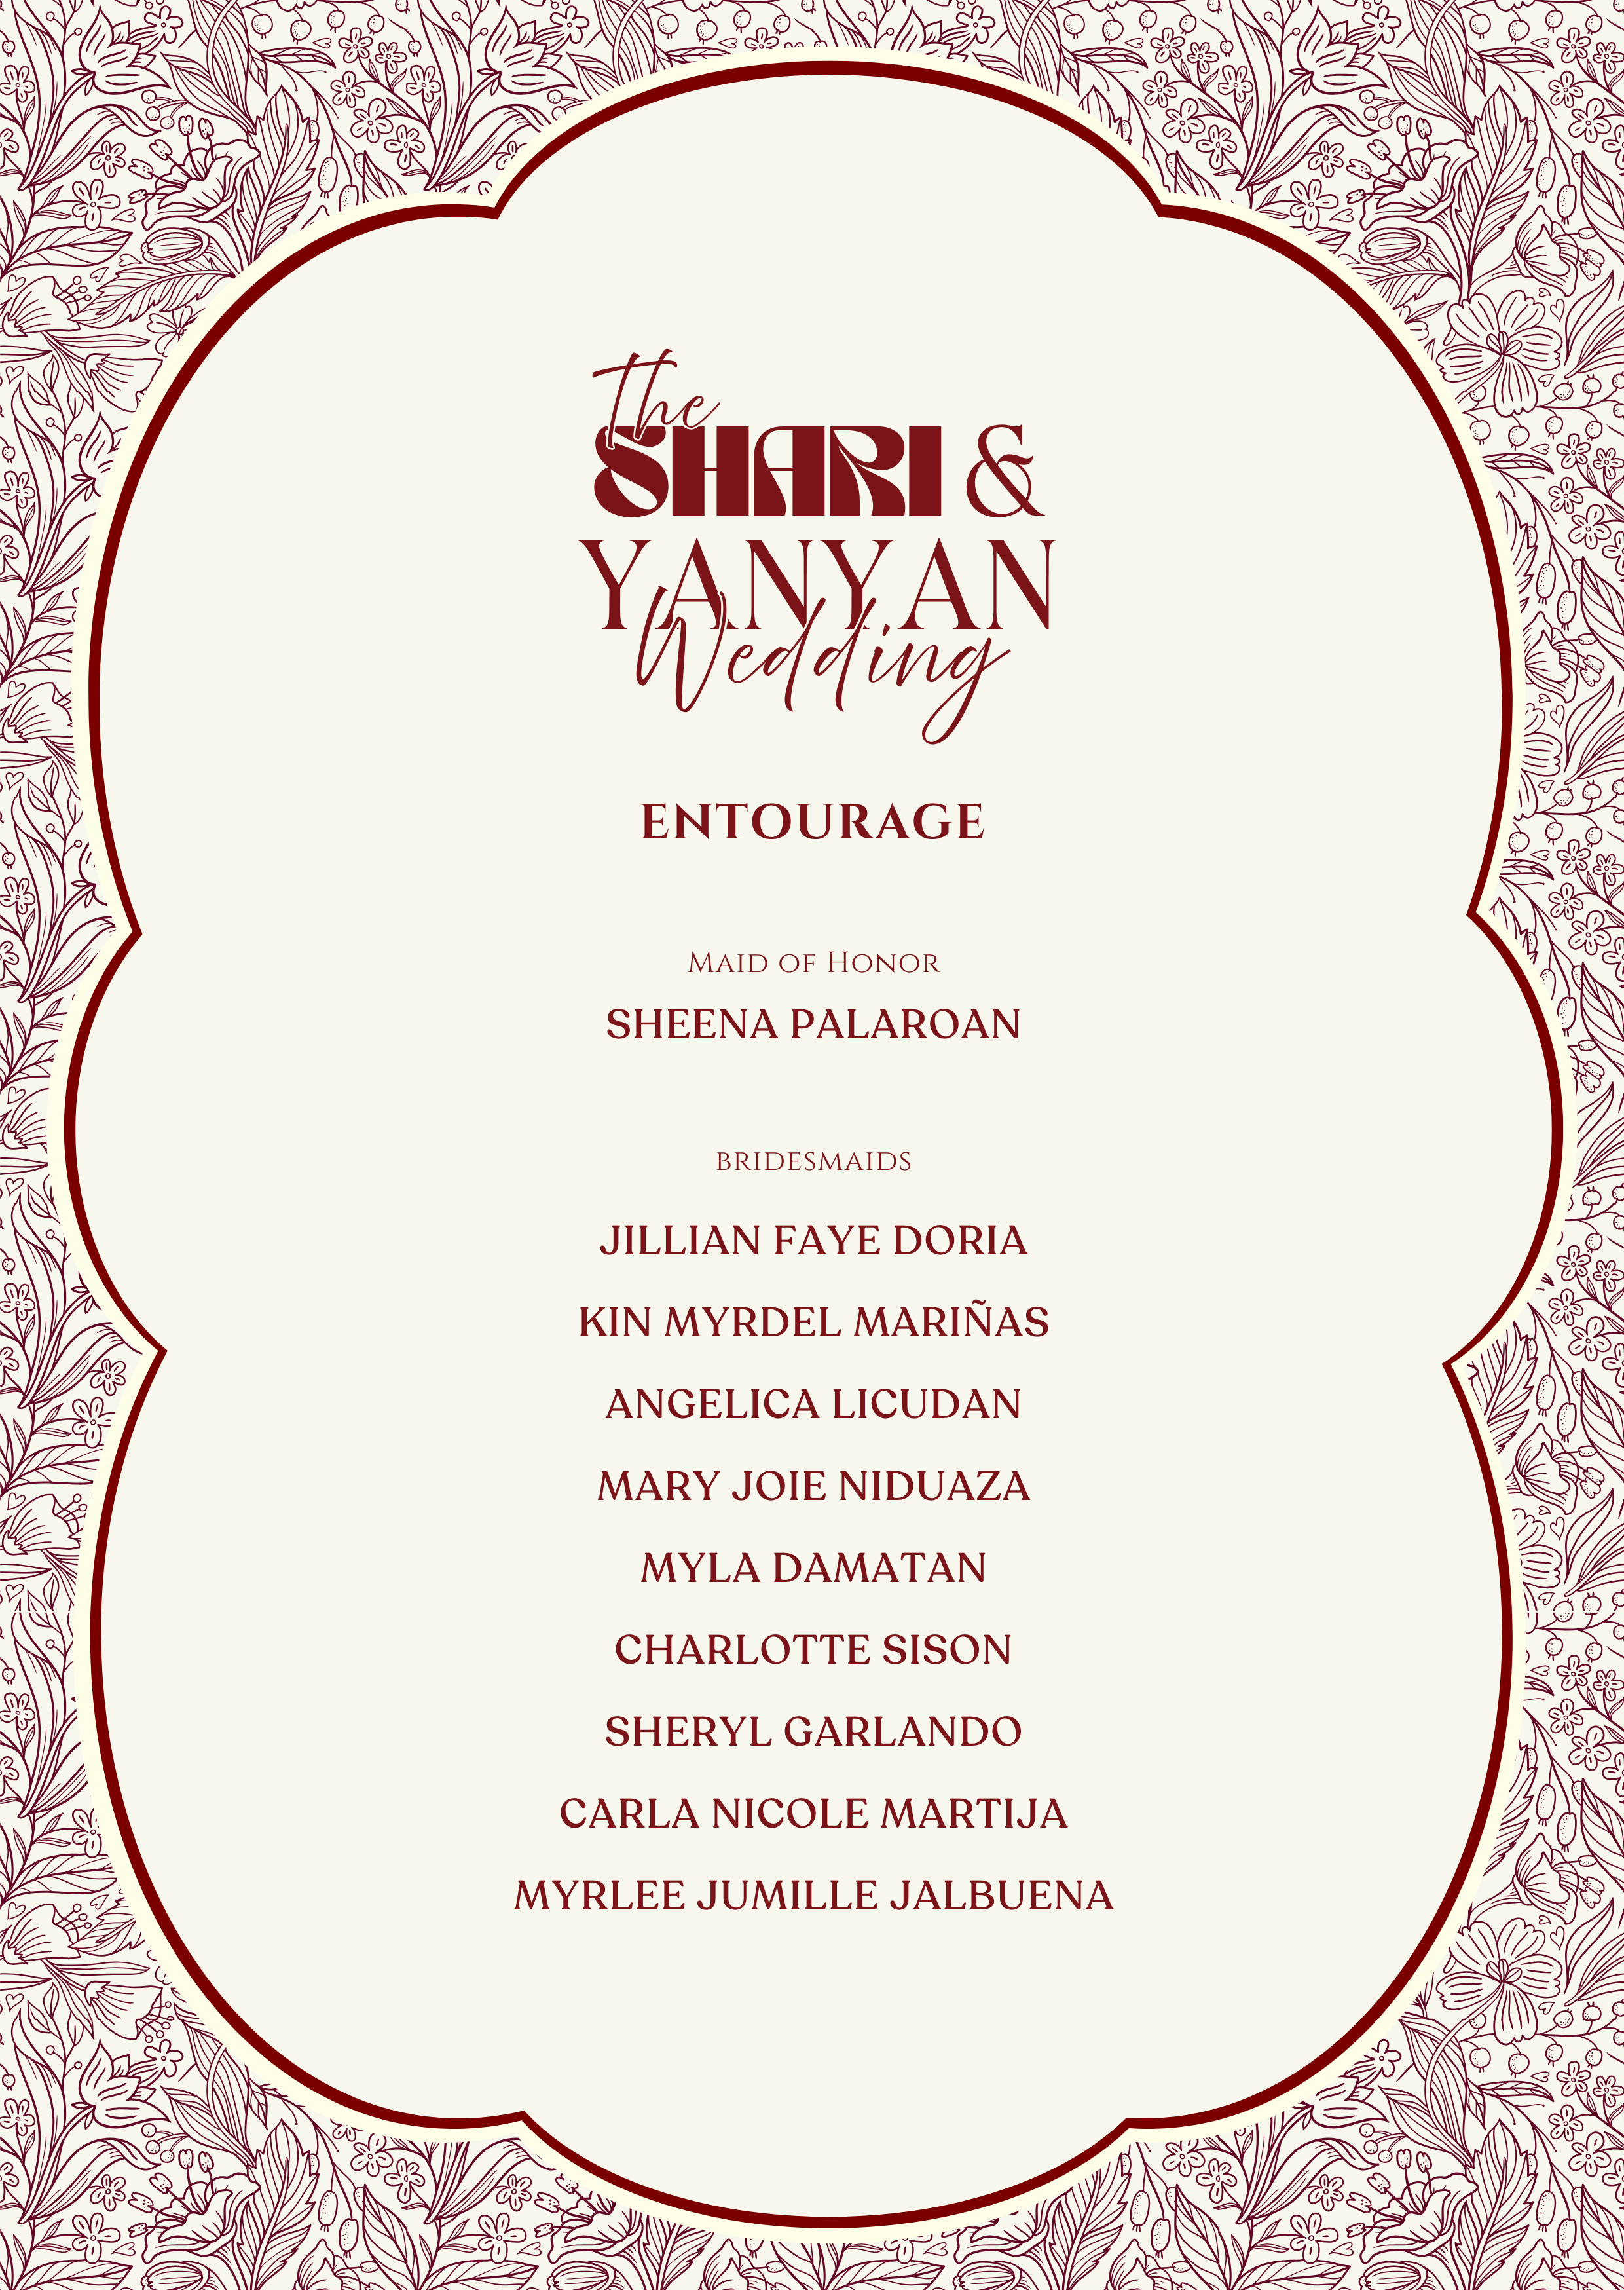 The
SHARI &
YANYAN
Wedding
ENTOURAGE
Maid of Honor
SHEENA PALAROAN
BRIDESMAIDS
JILLIAN FAYE DORIA
KIN MYRDEL MARIÑAS
ANGELICA LICUDAN
MARY JOIE NIDUAZA
MYLA DAMATAN
CHARLOTTE SISON
SHERYL GARLANDO
CARLA NICOLE MARTIJA
MYRLEE JUMILLE JALBUENA